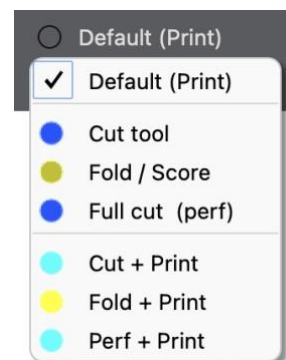 Default (Print)
Default (Print)
Cut tool
Fold / Score
Full cut (perf)
Cut + Print
Fold + Print
Perf + Print